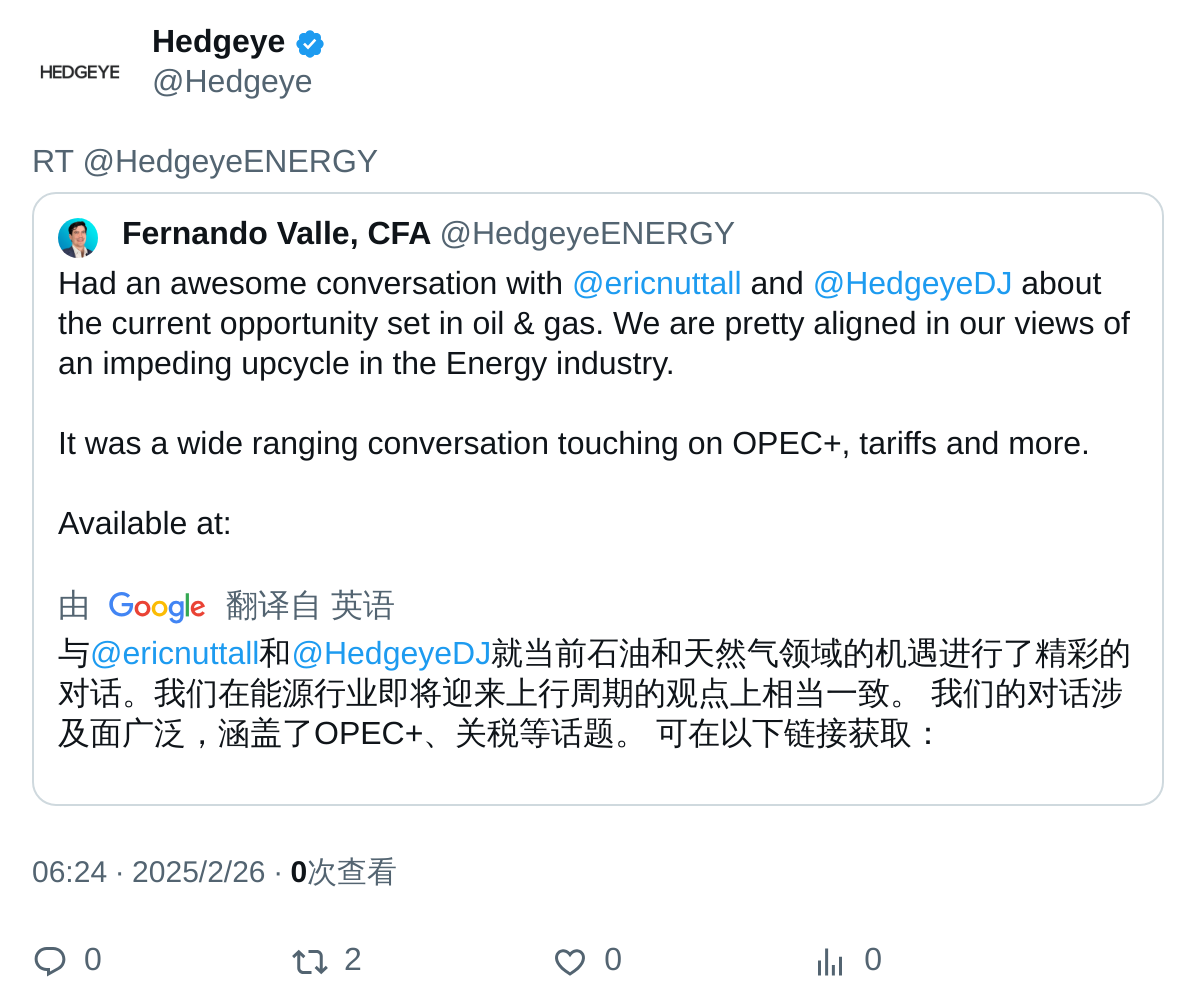 Hedgeye
HEDGEYE
@Hedgeye
RT @HedgeyeENERGY
Fernando Valle, CFA @HedgeyeENERGY
Had an awesome conversation with @ericnuttall and @HedgeyeDJ about
the current opportunity set in oil & gas. We are pretty aligned in our views of
an impeding upcycle in the Energy industry.
It was a wide ranging conversation touching on OPEC+, tariffs and more.
Available at:
由 Google 翻译自 英语
与@ericnuttall和@HedgeyeDJ就当前石油和天然气领域的机遇进行了精彩的
对话。我们在能源行业即将迎来上行周期的观点上相当一致。 我们的对话涉
及面广泛，涵盖了OPEC+、关税等话题。 可在以下链接获取：
06:24 · 2025/2/26 · 0次查看
0 2 0 0